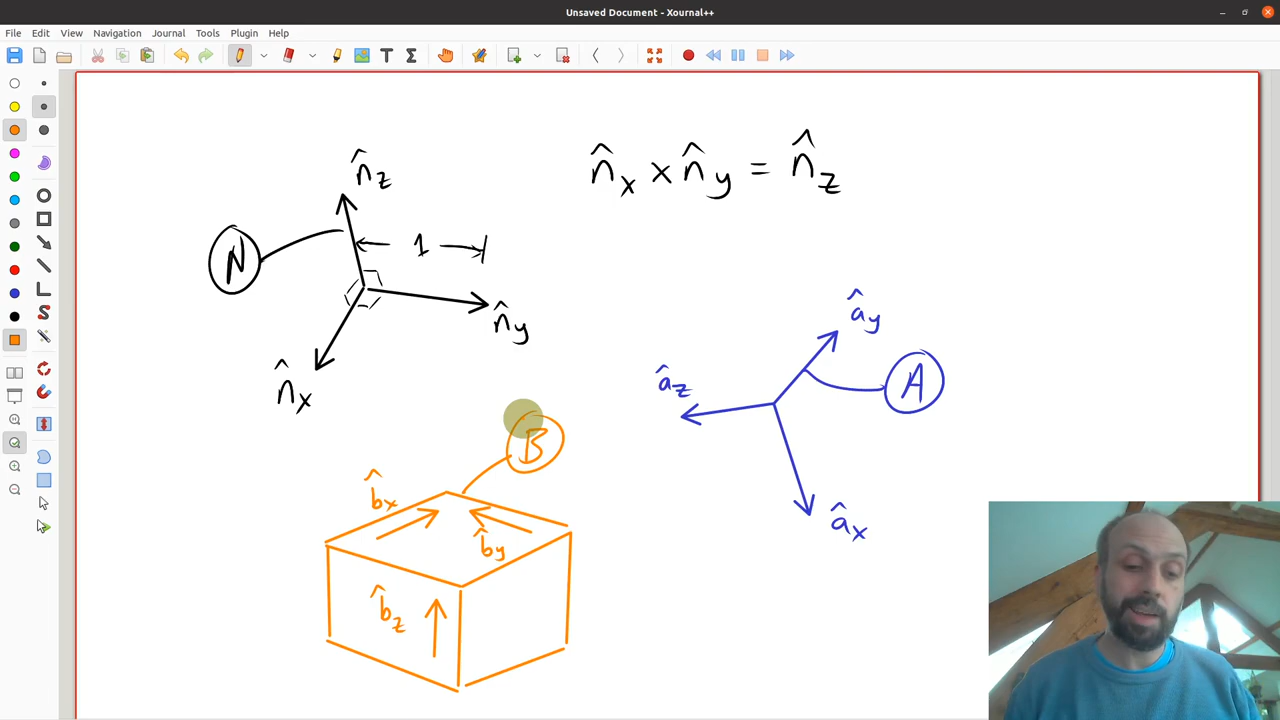 Unsaved Document - Xournal++
File Edit View Navigation Journal Tools Plugin Help
n̂z
n̂x × n̂y = n̂z
N
1
n̂y
n̂x
ây
âz
A
B
b̂x
b̂y
âx
b̂z